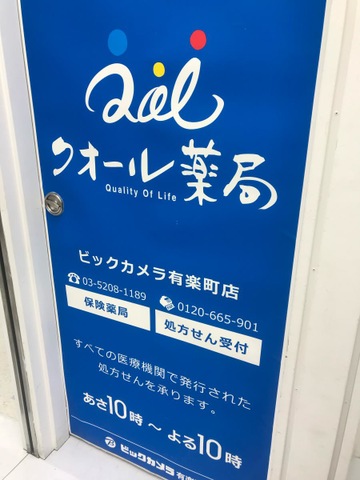 Qol
クオール薬局
Quality Of Life
ビックカメラ有楽町店
03-5208-1189
0120-665-901
保険薬局
処方せん受付
すべての医療機関で発行された
処方せんを承ります。
あさ10時～よる10時
ビックカメラ 有楽